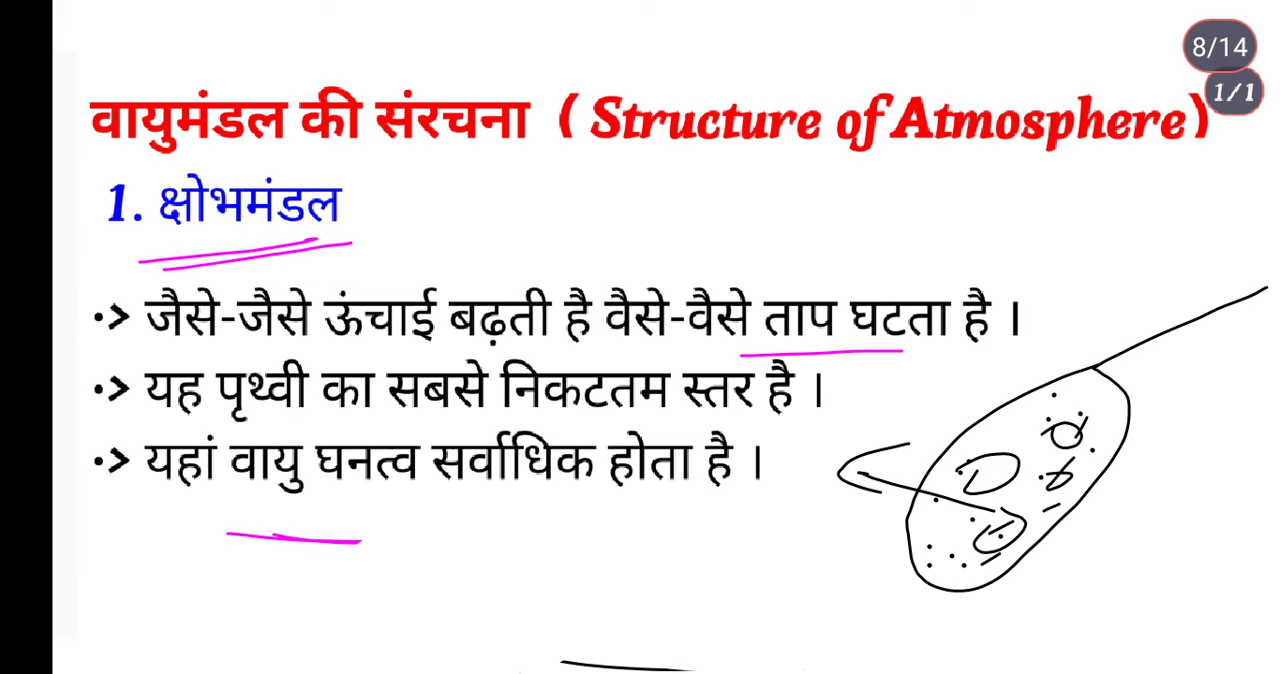 8/14
1/1
वायुमंडल की संरचना ( Structure of Atmosphere)
1. क्षोभमंडल
·> जैसे-जैसे ऊंचाई बढ़ती है वैसे-वैसे ताप घटता है ।
·> यह पृथ्वी का सबसे निकटतम स्तर है ।
·> यहां वायु घनत्व सर्वाधिक होता है ।